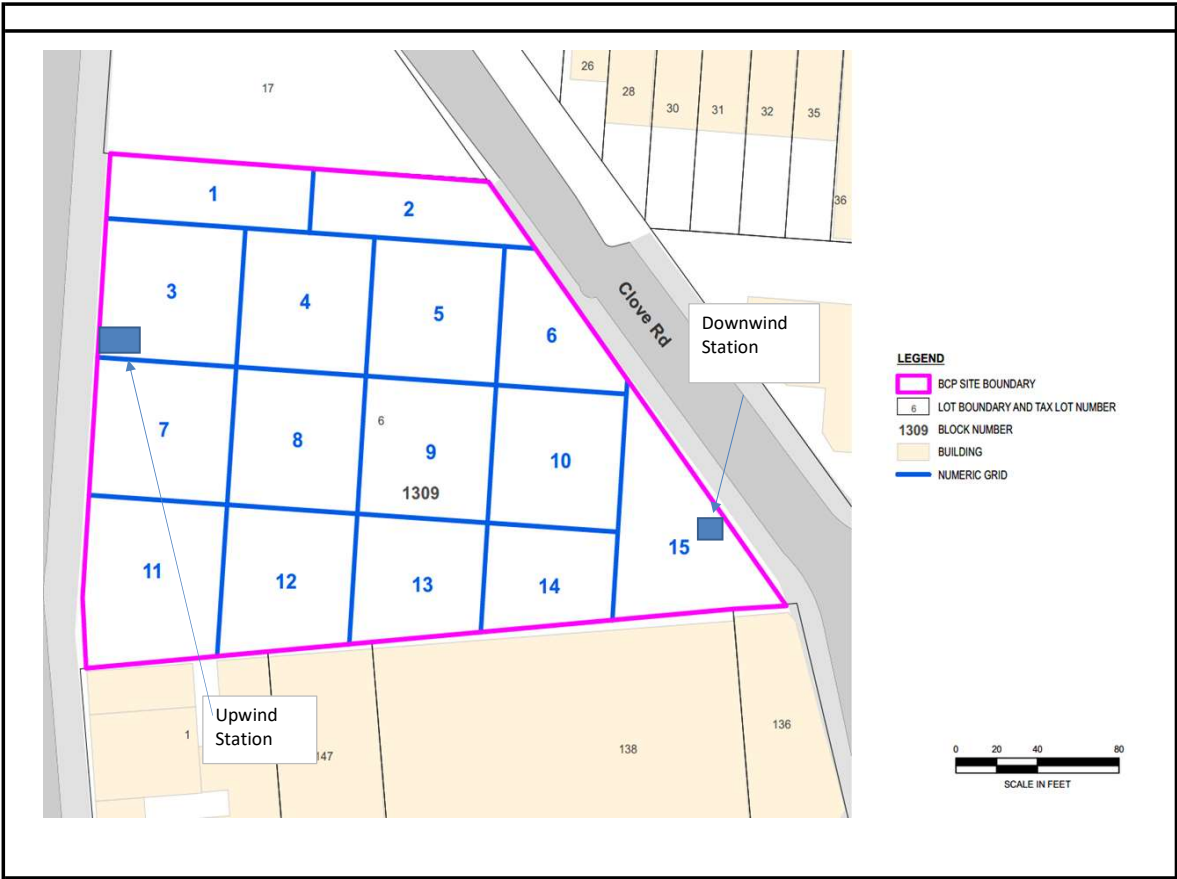 17
26
28
30
31
32
35
36
1
2
3
4
5
6
Clove Rd
Downwind
Station
7
8
6
9
10
1309
11
12
13
14
15
Upwind
Station
1
147
138
136
LEGEND
BCP SITE BOUNDARY
6 LOT BOUNDARY AND TAX LOT NUMBER
1309 BLOCK NUMBER
BUILDING
NUMERIC GRID
0 20 40 80
SCALE IN FEET